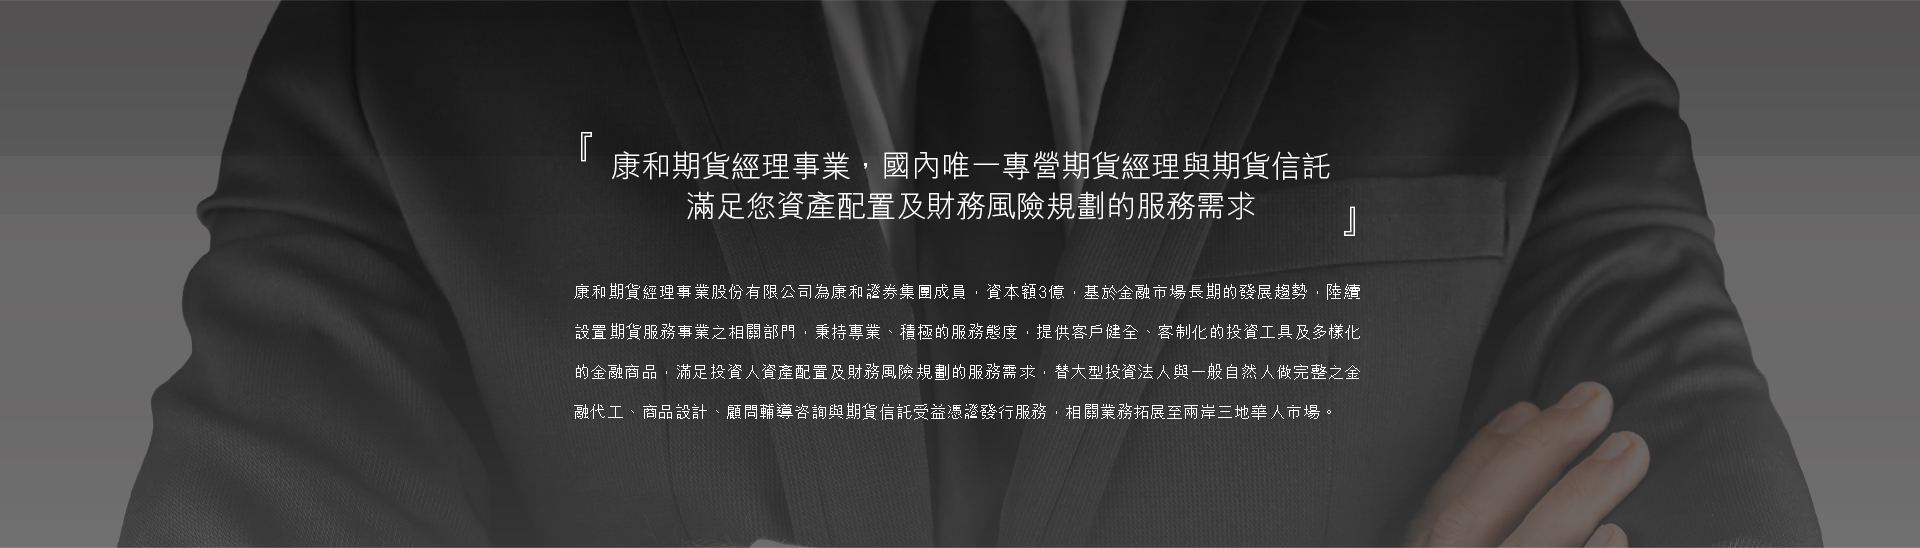 『 康和期貨經理事業，國內唯一專營期貨經理與期貨信託
滿足您資產配置及財務風險規劃的服務需求 』
康和期貨經理事業股份有限公司為康和證券集團成員，資本額3億，基於金融市場長期的發展趨勢，陸續
設置期貨服務事業之相關部門，秉持專業、積極的服務態度，提供客戶健全、客制化的投資工具及多樣化
的金融商品，滿足投資人資產配置及財務風險規劃的服務需求，替大型投資法人與一般自然人做完整之金
融代工、商品設計、顧問輔導咨詢與期貨信託受益憑證發行服務，相關業務拓展至兩岸三地華人市場。